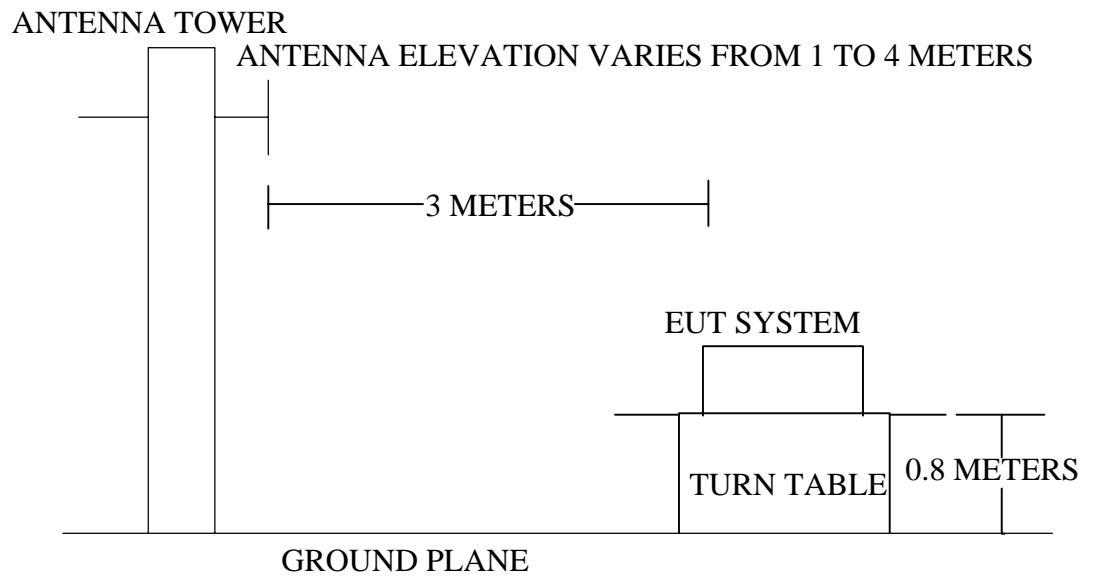 ANTENNA TOWER
ANTENNA ELEVATION VARIES FROM 1 TO 4 METERS
3 METERS
EUT SYSTEM
TURN TABLE
0.8 METERS
GROUND PLANE